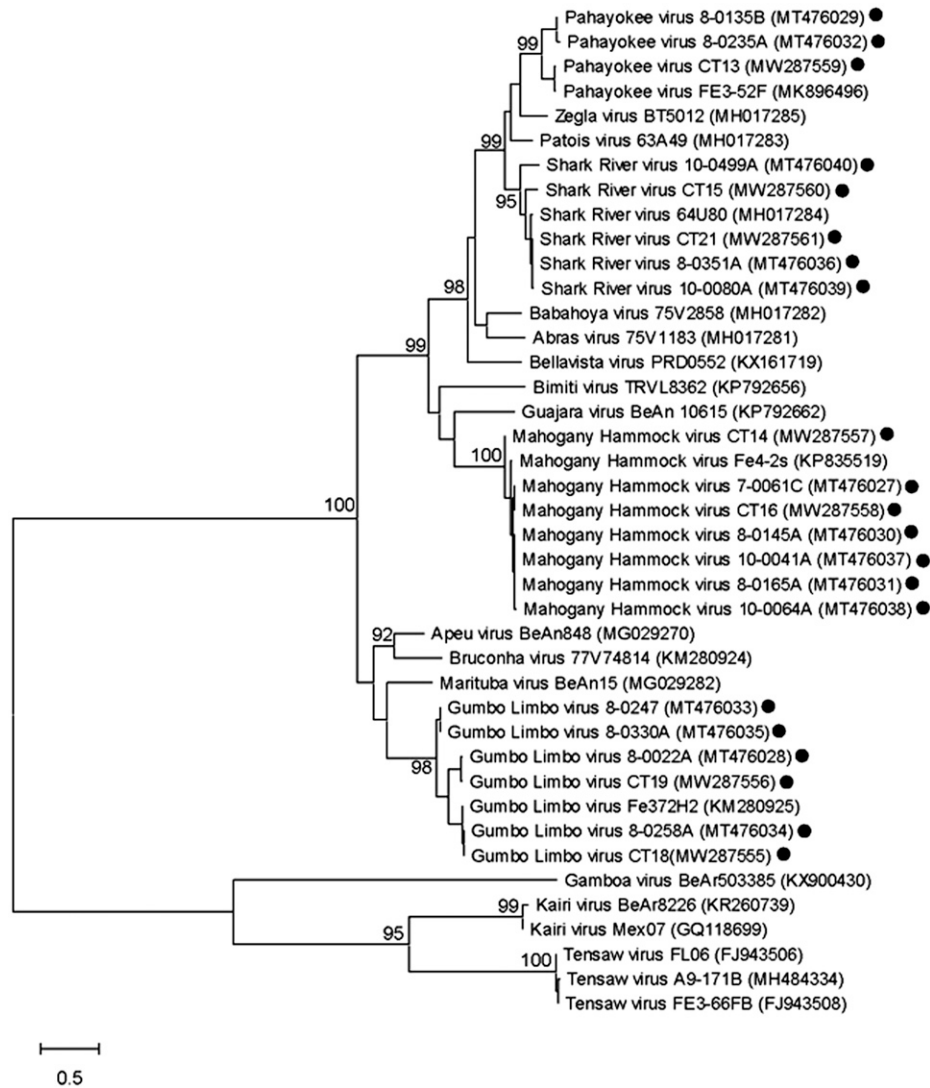 Pahayokee virus 8-0135B (MT476029)
99
Pahayokee virus 8-0235A (MT476032)
Pahayokee virus CT13 (MW287559)
Pahayokee virus FE3-52F (MK896496)
Zegla virus BT5012 (MH017285)
99
Patois virus 63A49 (MH017283)
Shark River virus 10-0499A (MT476040)
Shark River virus CT15 (MW287560)
95
Shark River virus 64U80 (MH017284)
Shark River virus CT21 (MW287561)
Shark River virus 8-0351A (MT476036)
98
Shark River virus 10-0080A (MT476039)
Babahoya virus 75V2858 (MH017282)
Abras virus 75V1183 (MH017281)
99
Bellavista virus PRD0552 (KX161719)
Bimiti virus TRVL8362 (KP792656)
Guajara virus BeAn 10615 (KP792662)
Mahogany Hammock virus CT14 (MW287557)
100
Mahogany Hammock virus Fe4-2s (KP835519)
Mahogany Hammock virus 7-0061C (MT476027)
100
Mahogany Hammock virus CT16 (MW287558)
Mahogany Hammock virus 8-0145A (MT476030)
Mahogany Hammock virus 10-0041A (MT476037)
Mahogany Hammock virus 8-0165A (MT476031)
Mahogany Hammock virus 10-0064A (MT476038)
92
Apeu virus BeAn848 (MG029270)
Bruconha virus 77V74814 (KM280924)
Marituba virus BeAn15 (MG029282)
Gumbo Limbo virus 8-0247 (MT476033)
Gumbo Limbo virus 8-0330A (MT476035)
Gumbo Limbo virus 8-0022A (MT476028)
98
Gumbo Limbo virus CT19 (MW287556)
Gumbo Limbo virus Fe372H2 (KM280925)
Gumbo Limbo virus 8-0258A (MT476034)
Gumbo Limbo virus CT18(MW287555)
Gamboa virus BeAr503385 (KX900430)
99
Kairi virus BeAr8226 (KR260739)
95
Kairi virus Mex07 (GQ118699)
100
Tensaw virus FL06 (FJ943506)
Tensaw virus A9-171B (MH484334)
Tensaw virus FE3-66FB (FJ943508)
0.5